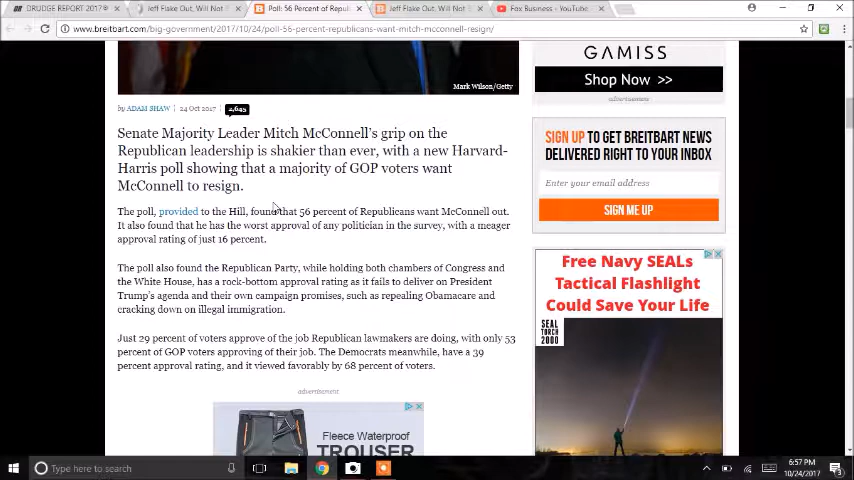 DRUDGE REPORT 2017®
Jeff Flake Out, Will Not
Poll: 56 Percent of Repub
Jeff Flake Out, Will Not
Fox Business - YouTube
www.breitbart.com/big-government/2017/10/24/poll-56-percent-republicans-want-mitch-mcconnell-resign/
Mark Wilson/Getty
by ADAM SHAW | 24 Oct 2017 | 2,645
Senate Majority Leader Mitch McConnell's grip on the
Republican leadership is shakier than ever, with a new Harvard-
Harris poll showing that a majority of GOP voters want
McConnell to resign.
The poll, provided to the Hill, found that 56 percent of Republicans want McConnell out.
It also found that he has the worst approval of any politician in the survey, with a meager
approval rating of just 16 percent.
The poll also found the Republican Party, while holding both chambers of Congress and
the White House, has a rock-bottom approval rating as it fails to deliver on President
Trump's agenda and their own campaign promises, such as repealing Obamacare and
cracking down on illegal immigration.
Just 29 percent of voters approve of the job Republican lawmakers are doing, with only 53
percent of GOP voters approving of their job. The Democrats meanwhile, have a 39
percent approval rating, and it viewed favorably by 68 percent of voters.
advertisement
Fleece Waterproof
TROUSER
GAMISS
Shop Now >>
advertisement
SIGN UP TO GET BREITBART NEWS
DELIVERED RIGHT TO YOUR INBOX
Enter your email address
SIGN ME UP
Free Navy SEALs
Tactical Flashlight
Could Save Your Life
SEAL
TORCH
2000
Type here to search
6:57 PM
10/24/2017